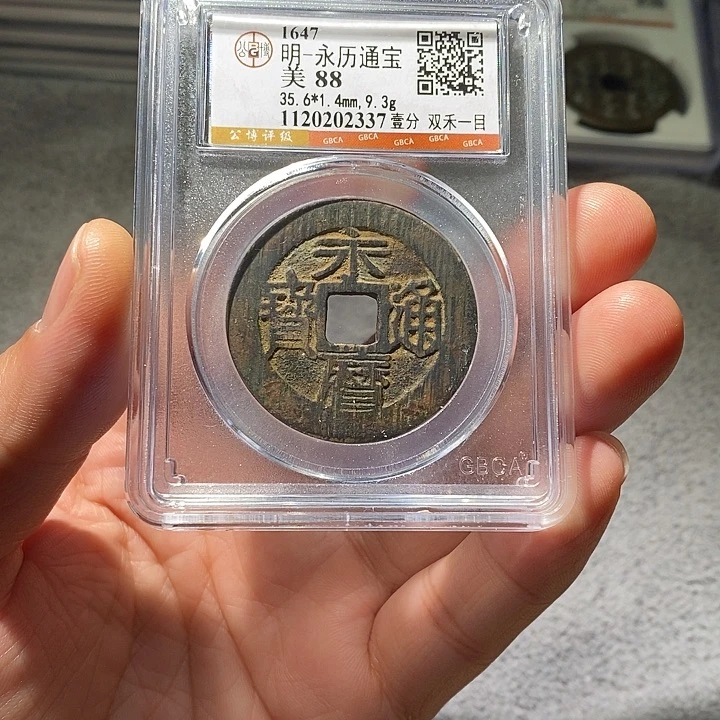 1647
明-永历通宝
美 88
35.6*1.4mm,9.3g
1120202337 壹分 双禾一目
公博评级 GBCA GBCA GBCA GBCA GBCA
永
寶 通
曆
GBCA